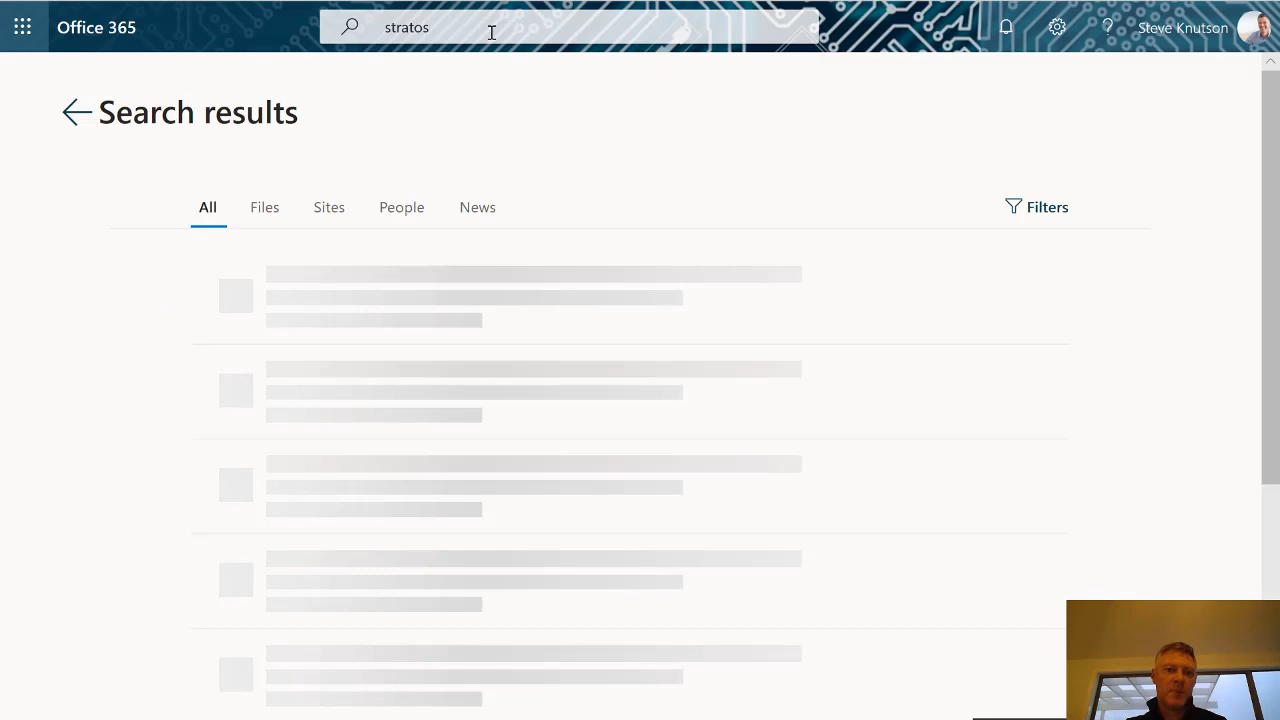 Office 365
stratos
Steve Knutson
Search results
All Files Sites People News
Filters